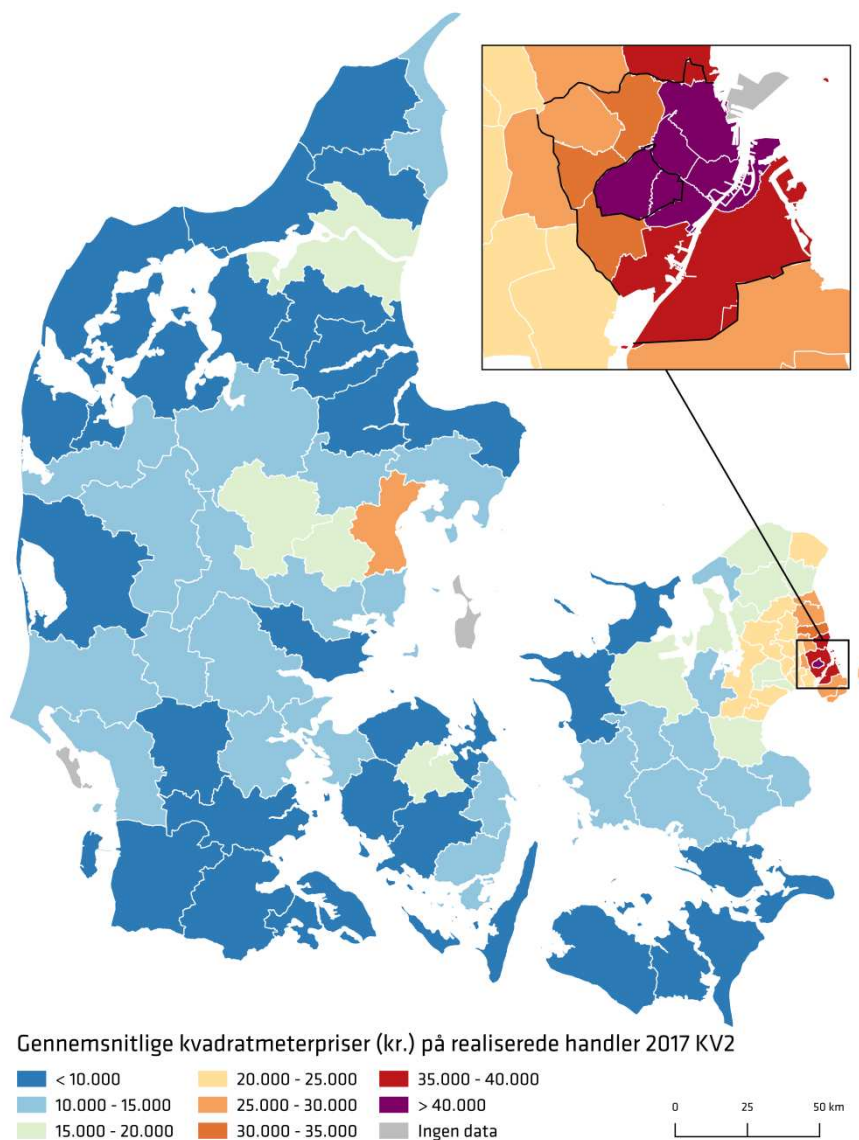 Gennemsnitlige kvadratmeterpriser (kr.) på realiserede handler 2017 KV2
< 10.000
10.000 - 15.000
15.000 - 20.000
20.000 - 25.000
25.000 - 30.000
30.000 - 35.000
35.000 - 40.000
> 40.000
Ingen data
0 25 50 km